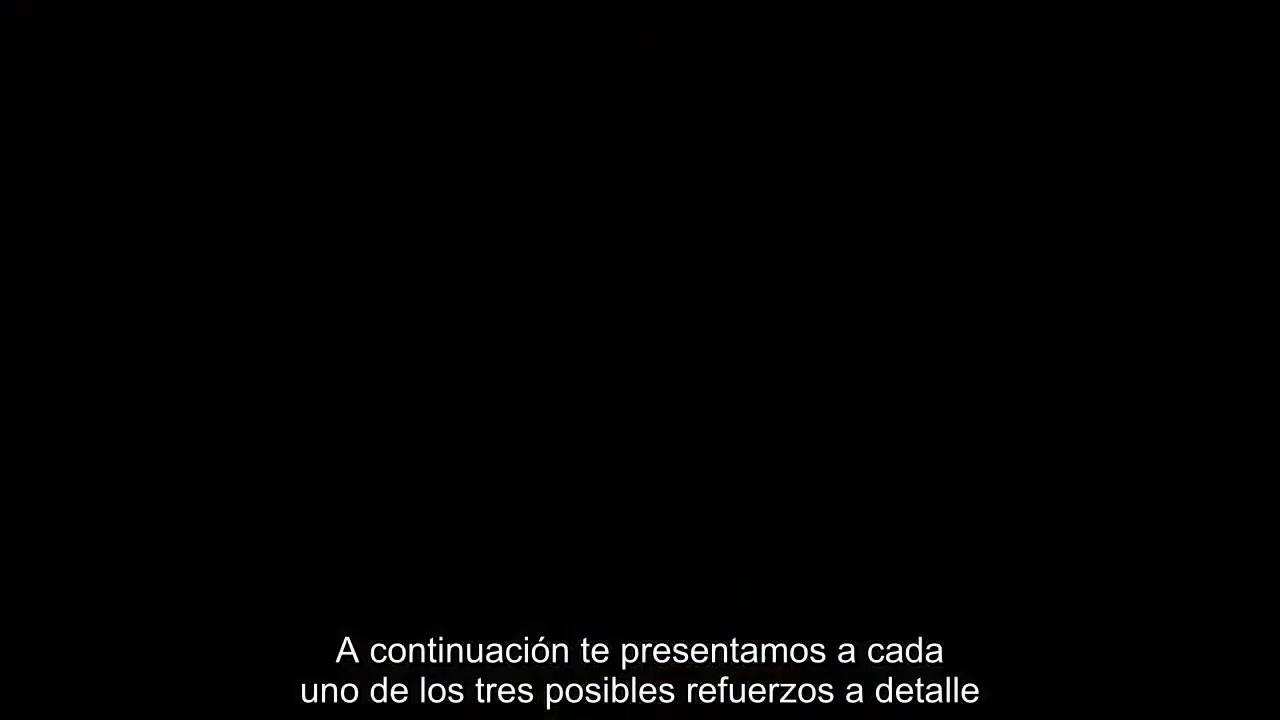 A continuación te presentamos a cada
uno de los tres posibles refuerzos a detalle